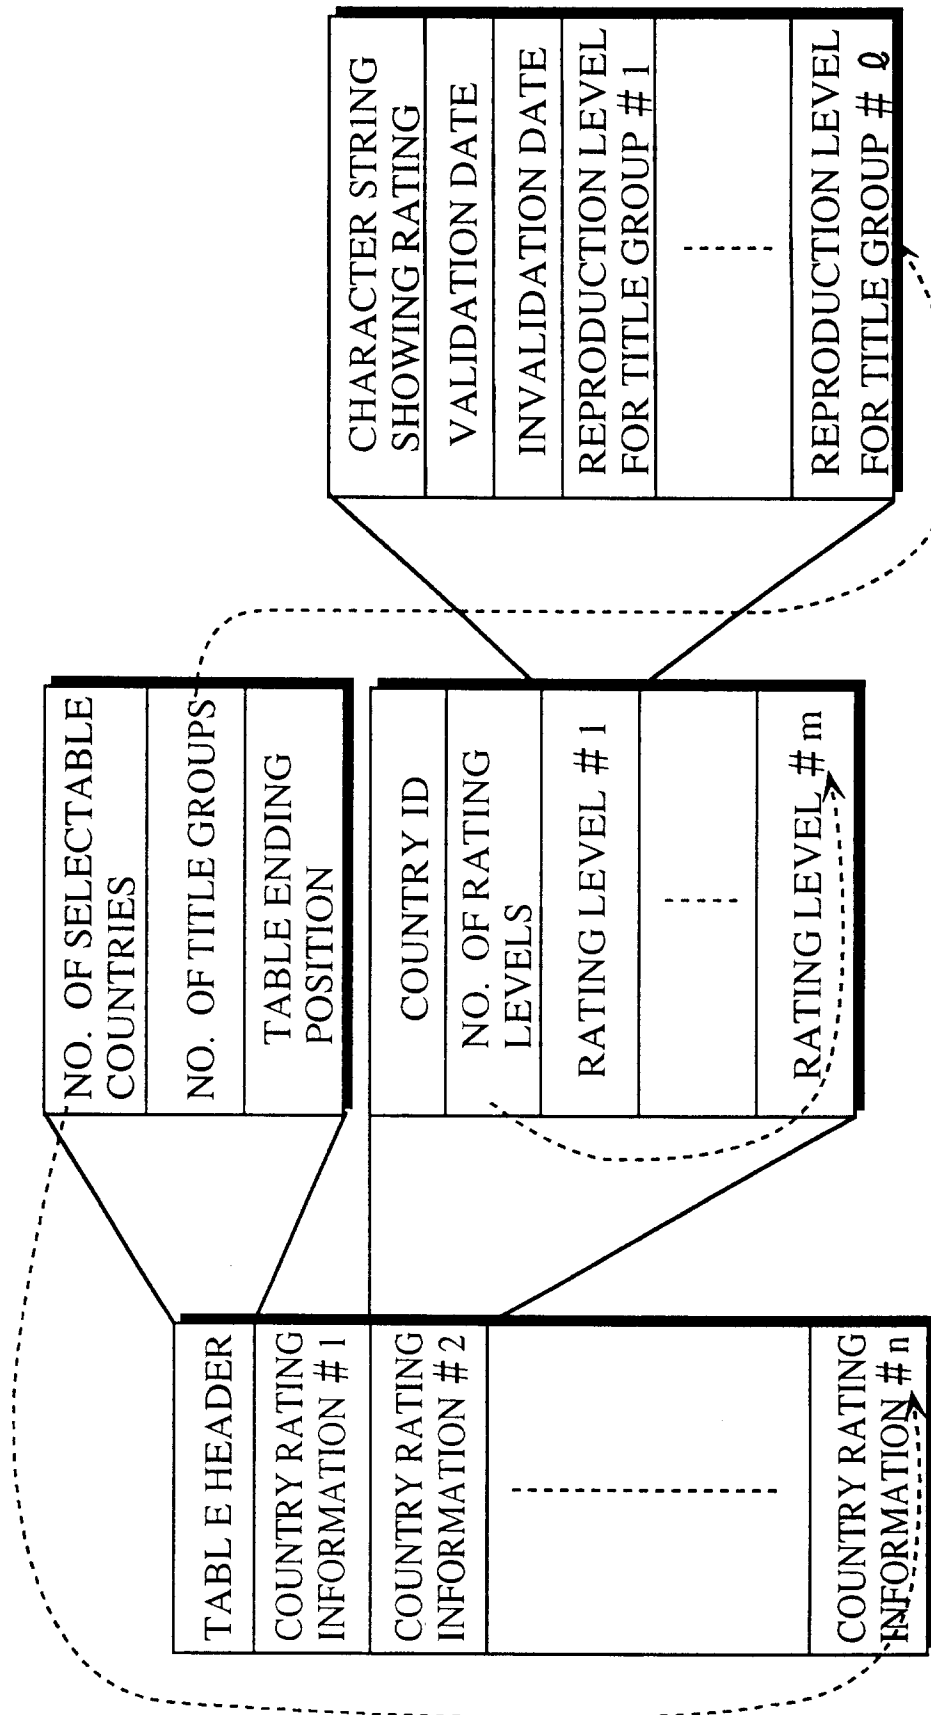 TABLE HEADER
COUNTRY RATING
INFORMATION #1
COUNTRY RATING
INFORMATION #2
COUNTRY RATING
INFORMATION #n
NO. OF SELECTABLE
COUNTRIES
NO. OF TITLE GROUPS
TABLE ENDING
POSITION
COUNTRY ID
NO. OF RATING
LEVELS
RATING LEVEL #1
RATING LEVEL #m
CHARACTER STRING
SHOWING RATING
VALIDATION DATE
INVALIDATION DATE
REPRODUCTION LEVEL
FOR TITLE GROUP #1
REPRODUCTION LEVEL
FOR TITLE GROUP #ℓ